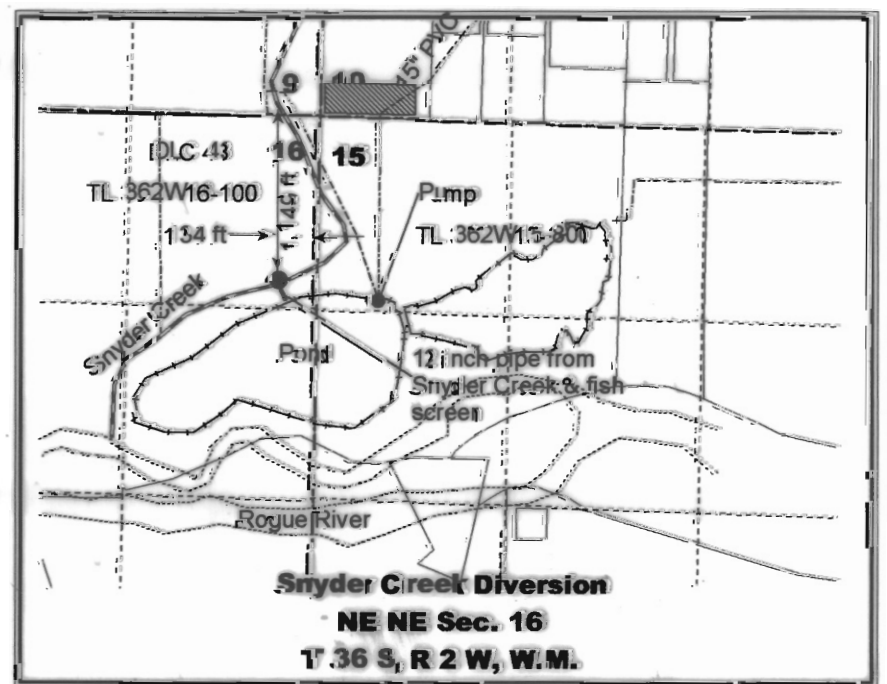 9 10
15" PVC
DLC 43
16 15
TL 362W16-100
1,149 ft
Pump
134 ft
TL 362W15-800
Snyder Creek
Pond
12 inch pipe from
Snyder Creek & fish
screen
Rogue River
Snyder Creek Diversion
NE NE Sec. 16
T 36 S, R 2 W, W.M.